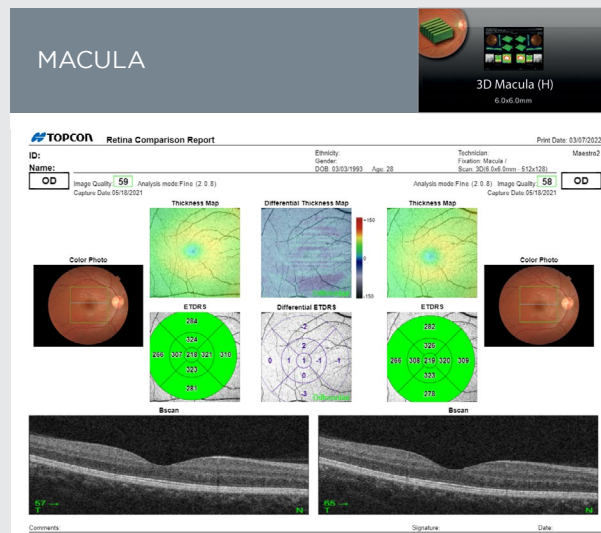 MACULA
3D Macula (H)
6.0x6.0mm
TOPCON Retina Comparison Report Print Date: 03/07/2022
ID: Ethnicity: Technician: Maestro2
Gender: Fixation: Macula /
Name: DOB: 03/03/1993 Age: 28 Scan: 3D(6.0x6.0mm - 512x128)
OD Image Quality: 59 Analysis mode:Fine (2.0.8) Analysis mode:Fine (2.0.8) Image Quality: 58 OD
Capture Date:05/18/2021 Capture Date:05/18/2021
Thickness Map Differential Thickness Map Thickness Map
+150
0
-150
Color Photo Color Photo
ETDRS Differential ETDRS ETDRS
284 -2 282
324 2 326
266 307 218 321 310 0 1 1 -1 -1 266 308 219 320 309
323 0 323
281 -3 278
Bscan Bscan
57 65
T N T N
Comments: Signature: Date: